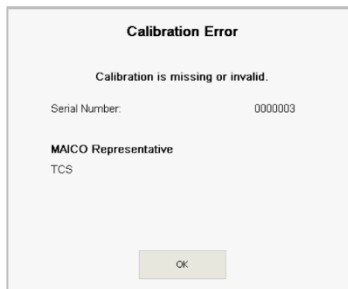 Calibration Error
Calibration is missing or invalid.
Serial Number: 0000003
MAICO Representative
TCS
OK